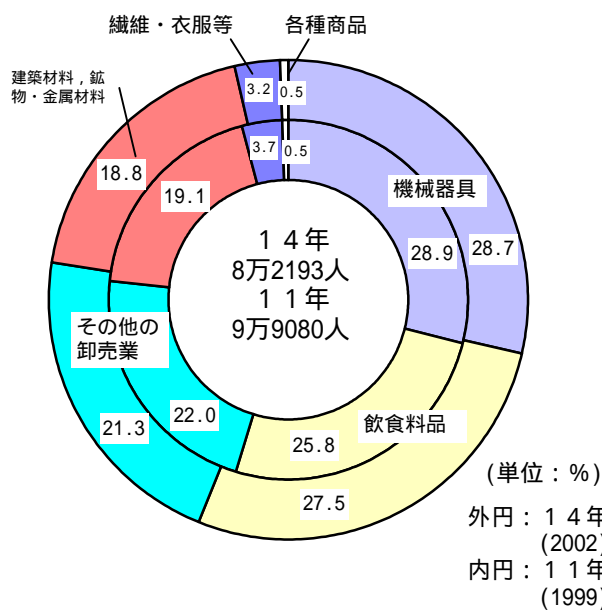 繊維・衣服等
各種商品
建築材料，鉱
物・金属材料
3.2
0.5
3.7
0.5
18.8
19.1
機械器具
28.9
28.7
１４年
8万2193人
１１年
9万9080人
その他の
卸売業
22.0
21.3
飲食料品
25.8
27.5
(単位：%)
外円：１４年
(2002)
内円：１１年
(1999)